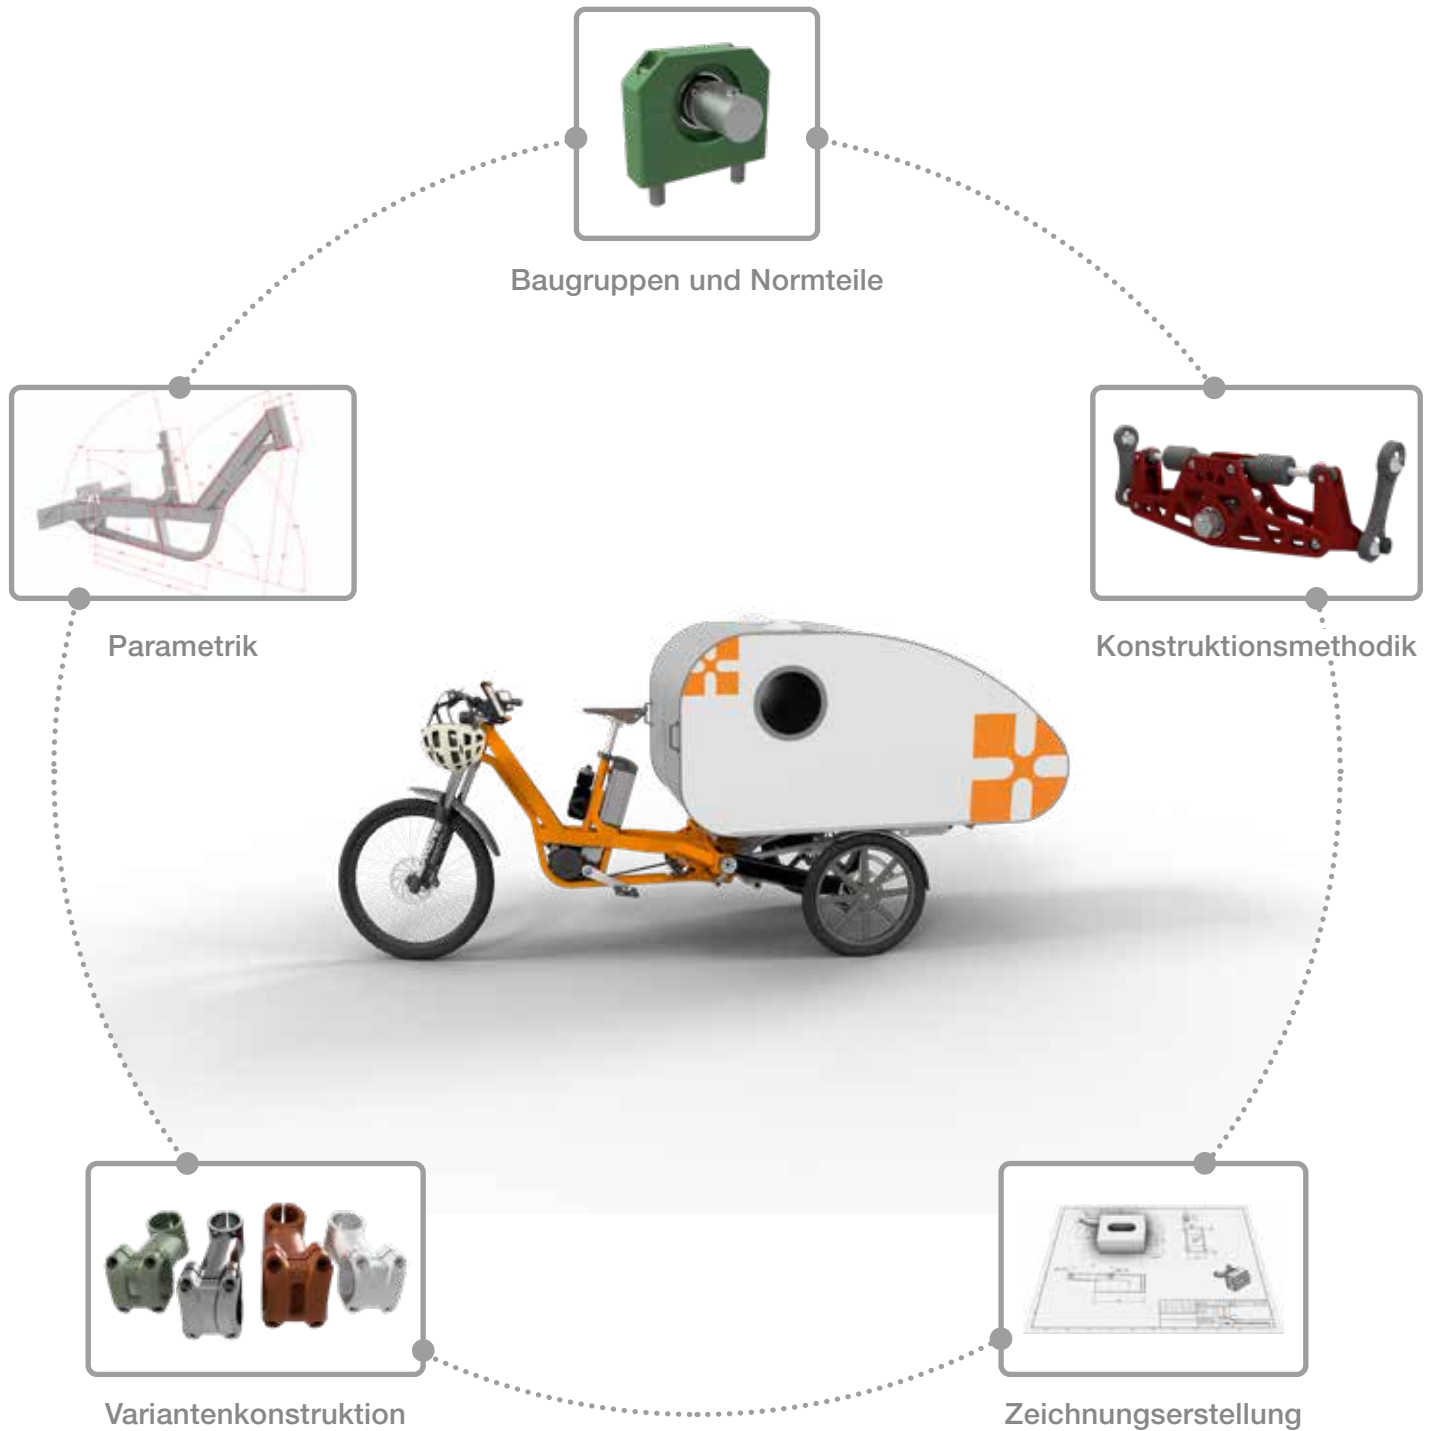 Baugruppen und Normteile
Parametrik
Konstruktionsmethodik
Variantenkonstruktion
Zeichnungserstellung